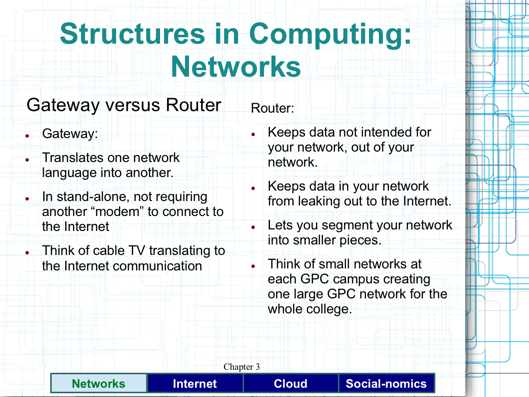 Structures in Computing:
Networks
Gateway versus Router
Gateway:
Translates one network
language into another.
In stand-alone, not requiring
another “modem” to connect to
the Internet
Think of cable TV translating to
the Internet communication
Router:
Keeps data not intended for
your network, out of your
network.
Keeps data in your network
from leaking out to the Internet.
Lets you segment your network
into smaller pieces.
Think of small networks at
each GPC campus creating
one large GPC network for the
whole college.
Chapter 3
Networks
Internet
Cloud
Social-nomics